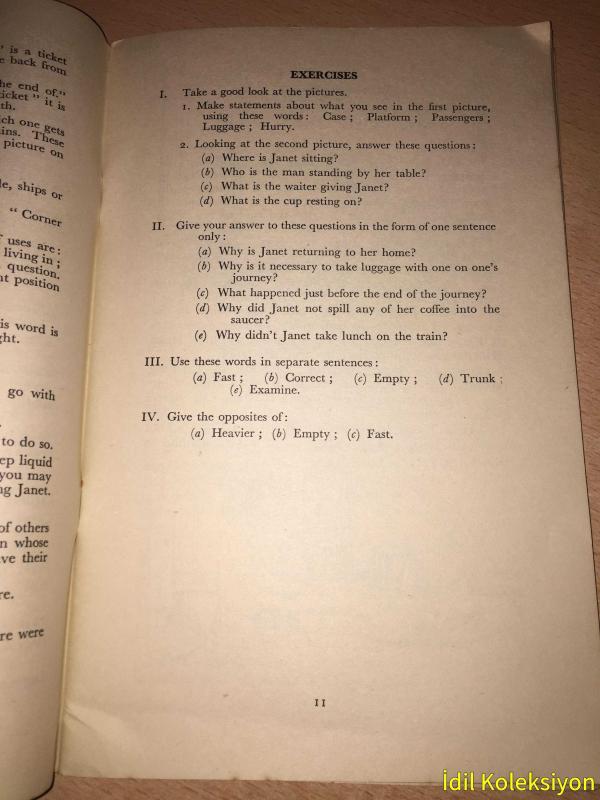 " is a ticket
e back from
he end of."
icket " it is
th.
ich one gets
ins. These
picture on
le, ships or
" Corner
uses are:
living in ;
question,
nt position
is word is
ght.
go with
to do so.
ep liquid
you may
ng Janet.
of others
n whose
ve their
re.
re were
EXERCISES
I. Take a good look at the pictures.
1. Make statements about what you see in the first picture,
using these words: Case ; Platform ; Passengers ;
Luggage ; Hurry.
2. Looking at the second picture, answer these questions :
(a) Where is Janet sitting?
(b) Who is the man standing by her table?
(c) What is the waiter giving Janet?
(d) What is the cup resting on?
II. Give your answer to these questions in the form of one sentence
only :
(a) Why is Janet returning to her home?
(b) Why is it necessary to take luggage with one on one's
journey?
(c) What happened just before the end of the journey?
(d) Why did Janet not spill any of her coffee into the
saucer?
(e) Why didn't Janet take lunch on the train?
III. Use these words in separate sentences :
(a) Fast ; (b) Correct ; (c) Empty ; (d) Trunk ;
(e) Examine.
IV. Give the opposites of :
(a) Heavier ; (b) Empty ; (c) Fast.
11
İdil Koleksiyon